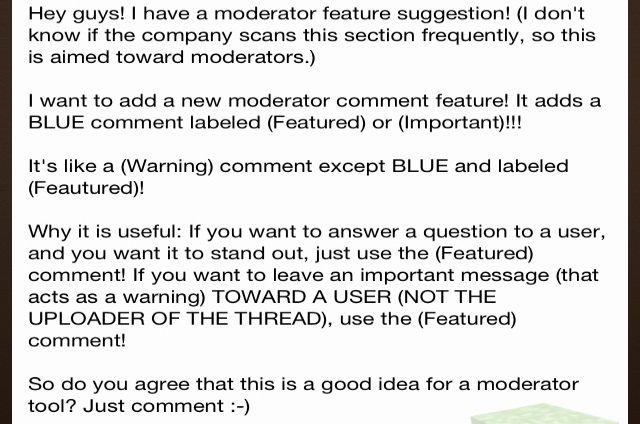 Hey guys! I have a moderator feature suggestion! (I don't
know if the company scans this section frequently, so this
is aimed toward moderators.)
I want to add a new moderator comment feature! It adds a
BLUE comment labeled (Featured) or (Important)!!!
It's like a (Warning) comment except BLUE and labeled
(Feautured)!
Why it is useful: If you want to answer a question to a user,
and you want it to stand out, just use the (Featured)
comment! If you want to leave an important message (that
acts as a warning) TOWARD A USER (NOT THE
UPLOADER OF THE THREAD), use the (Featured)
comment!
So do you agree that this is a good idea for a moderator
tool? Just comment :-)